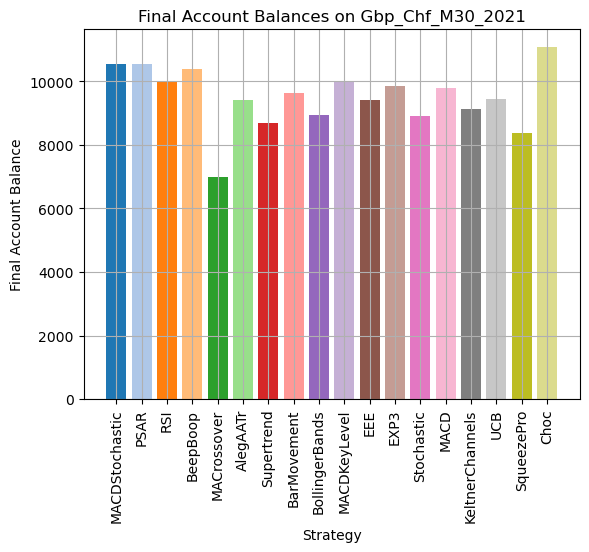 Final Account Balances on Gbp_Chf_M30_2021
Final Account Balance
10000
8000
6000
4000
2000
0
MACDStochastic
PSAR
RSI
BeepBoop
MACrossover
AlegAATr
Supertrend
BarMovement
BollingerBands
MACDKeyLevel
EEE
EXP3
Stochastic
MACD
KeltnerChannels
UCB
SqueezePro
Choc
Strategy